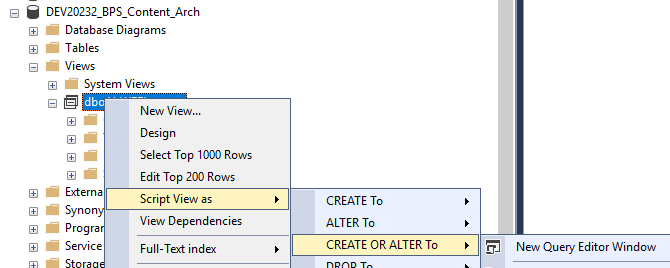 DEV20232_BPS_Content_Arch
Database Diagrams
Tables
Views
System Views
New View...
Design
Select Top 1000 Rows
Edit Top 200 Rows
Externa
Script View as
CREATE To
Synony
View Dependencies
ALTER To
Program
Service
Full-Text index
CREATE OR ALTER To
New Query Editor Window
Storage
DROP To